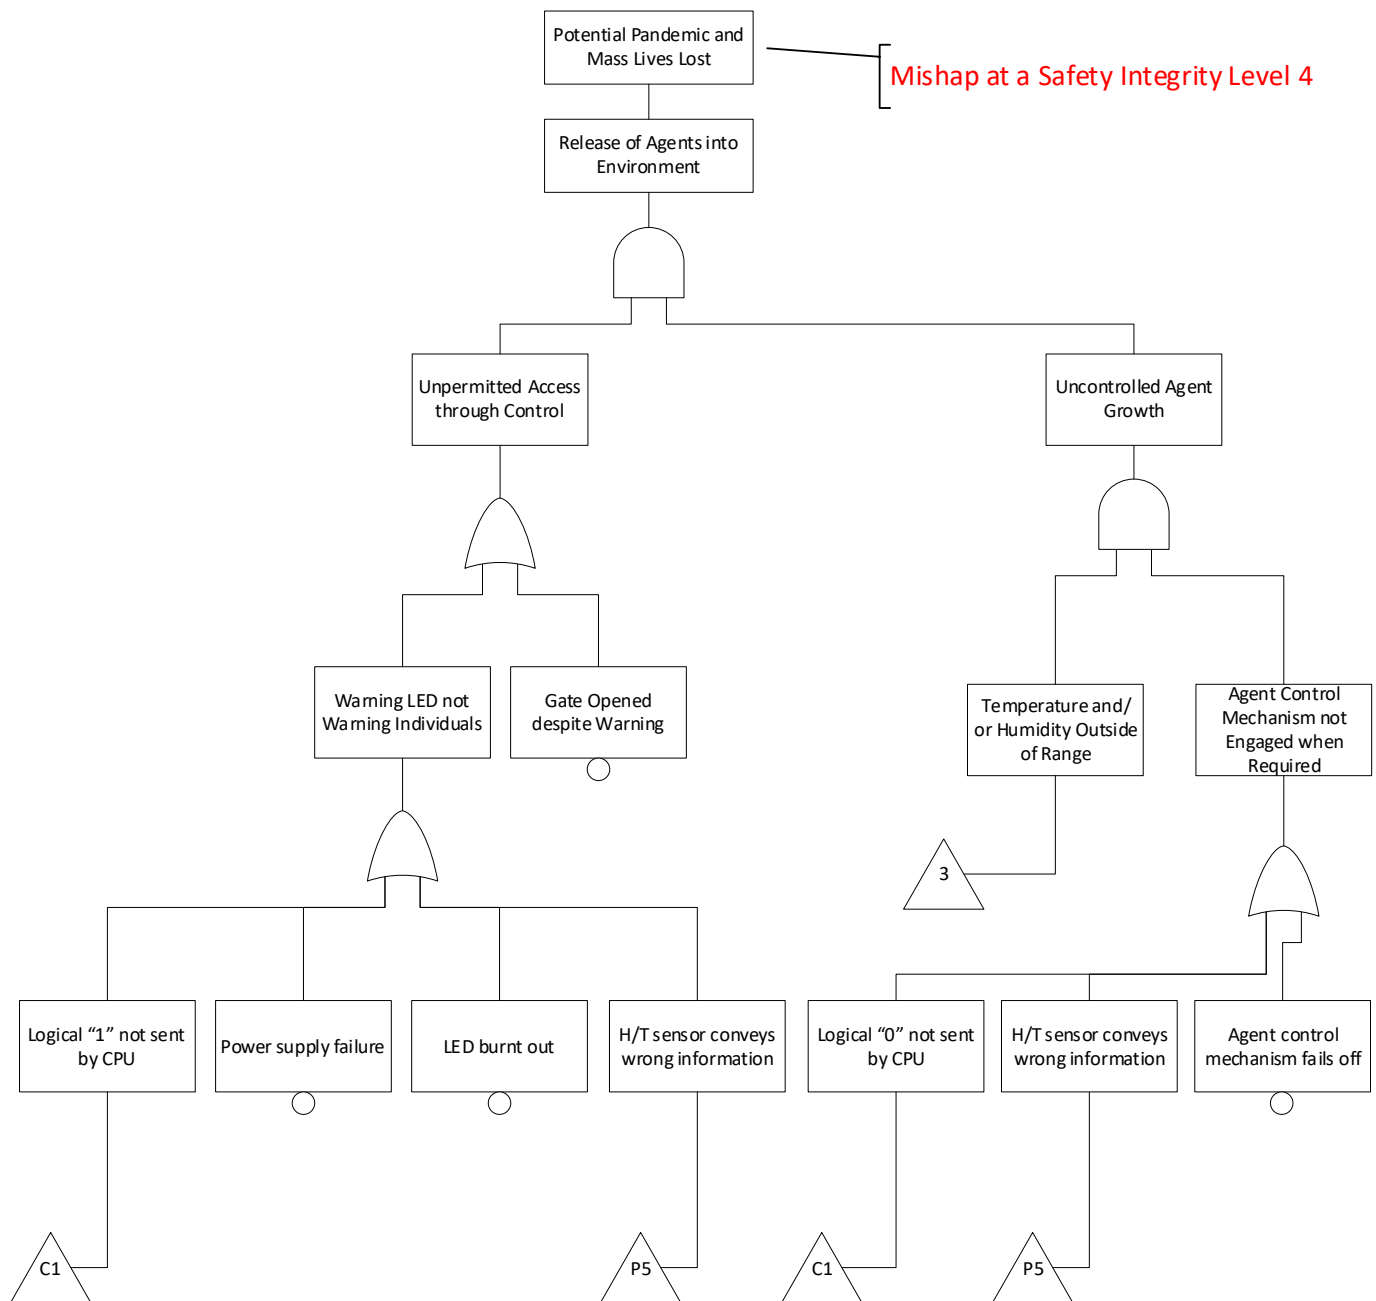 Potential Pandemic and
Mass Lives Lost
Mishap at a Safety Integrity Level 4
Release of Agents into
Environment
Unpermitted Access
through Control
Uncontrolled Agent
Growth
Warning LED not
Warning Individuals
Gate Opened
despite Warning
Temperature and/
or Humidity Outside
of Range
Agent Control
Mechanism not
Engaged when
Required
3
Logical “1” not sent
by CPU
Power supply failure
LED burnt out
H/T sensor conveys
wrong information
Logical “0” not sent
by CPU
H/T sensor conveys
wrong information
Agent control
mechanism fails off
C1
P5
C1
P5